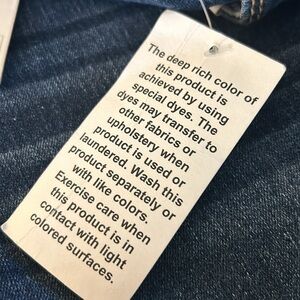 The deep rich color of
this product is
achieved by using
special dyes. The
dyes may transfer to
other fabrics or
upholstery when
product is used or
laundered. Wash this
product separately or
with like colors.
Exercise care when
this product is in
contact with light
colored surfaces.